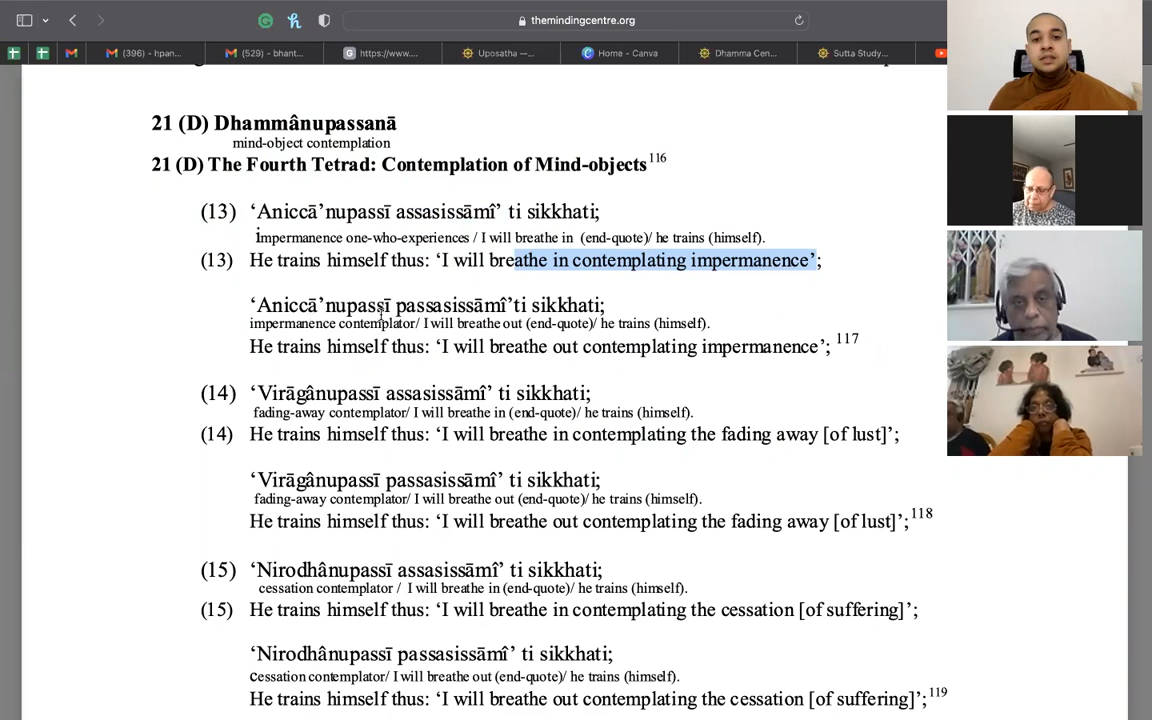 themindingcentre.org
(396) - hpan...
(529) - bhant...
https://www....
Uposatha —...
Home - Canva
Dhamma Cen...
Sutta Study...
21 (D) Dhammânupassanā
mind-object contemplation
21 (D) The Fourth Tetrad: Contemplation of Mind-objects116
(13) ‘Aniccā’nupassī assasissāmî’ ti sikkhati;
impermanence one-who-experiences / I will breathe in (end-quote)/ he trains (himself).
(13) He trains himself thus: ‘I will breathe in contemplating impermanence’;
‘Aniccā’nupassī passasissāmî’ti sikkhati;
impermanence contemplator/ I will breathe out (end-quote)/ he trains (himself).
He trains himself thus: ‘I will breathe out contemplating impermanence’; 117
(14) ‘Virāgânupassī assasissāmî’ ti sikkhati;
fading-away contemplator/ I will breathe in (end-quote)/ he trains (himself).
(14) He trains himself thus: ‘I will breathe in contemplating the fading away [of lust]’;
‘Virāgânupassī passasissāmî’ ti sikkhati;
fading-away contemplator/ I will breathe out (end-quote)/ he trains (himself).
He trains himself thus: ‘I will breathe out contemplating the fading away [of lust]’;118
(15) ‘Nirodhânupassī assasissāmî’ ti sikkhati;
cessation contemplator / I will breathe in (end-quote)/ he trains (himself).
(15) He trains himself thus: ‘I will breathe in contemplating the cessation [of suffering]’;
‘Nirodhânupassī passasissāmî’ ti sikkhati;
cessation contemplator/ I will breathe out (end-quote)/ he trains (himself).
He trains himself thus: ‘I will breathe out contemplating the cessation [of suffering]’;119